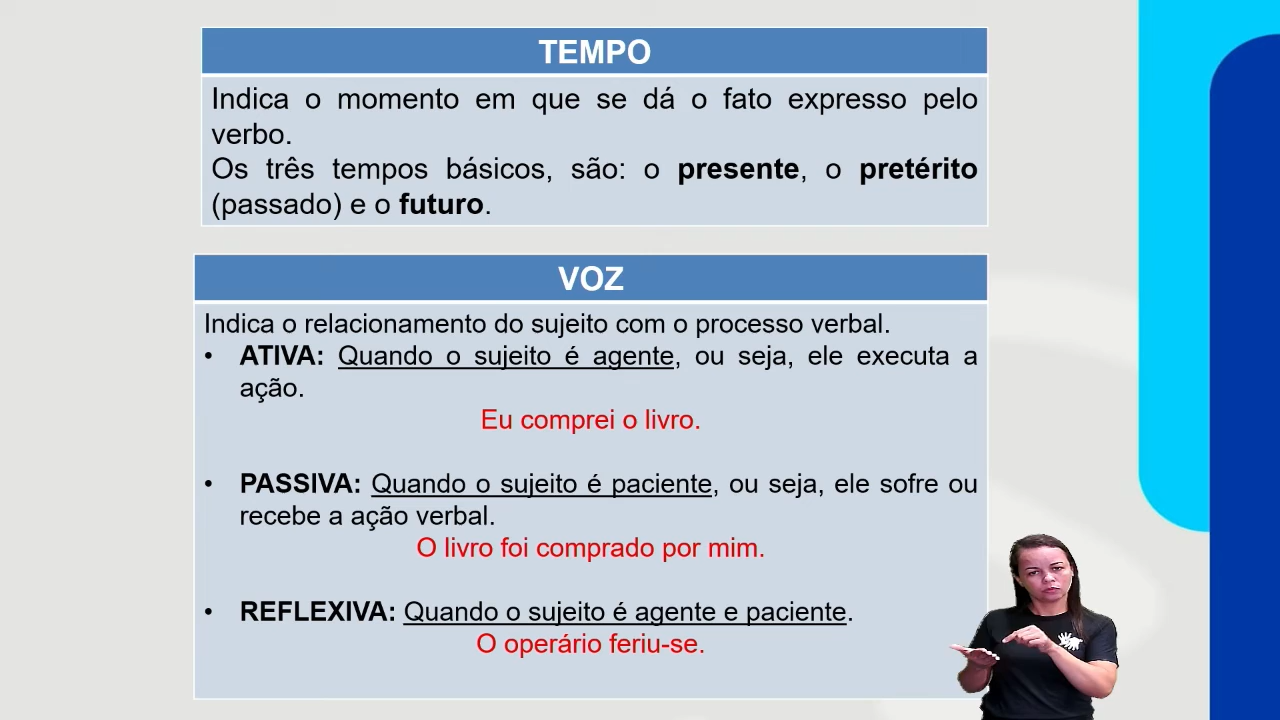 TEMPO
Indica o momento em que se dá o fato expresso pelo
verbo.
Os três tempos básicos, são: o presente, o pretérito
(passado) e o futuro.
VOZ
Indica o relacionamento do sujeito com o processo verbal.
• ATIVA: Quando o sujeito é agente, ou seja, ele executa a
ação.
Eu comprei o livro.
• PASSIVA: Quando o sujeito é paciente, ou seja, ele sofre ou
recebe a ação verbal.
O livro foi comprado por mim.
• REFLEXIVA: Quando o sujeito é agente e paciente.
O operário feriu-se.